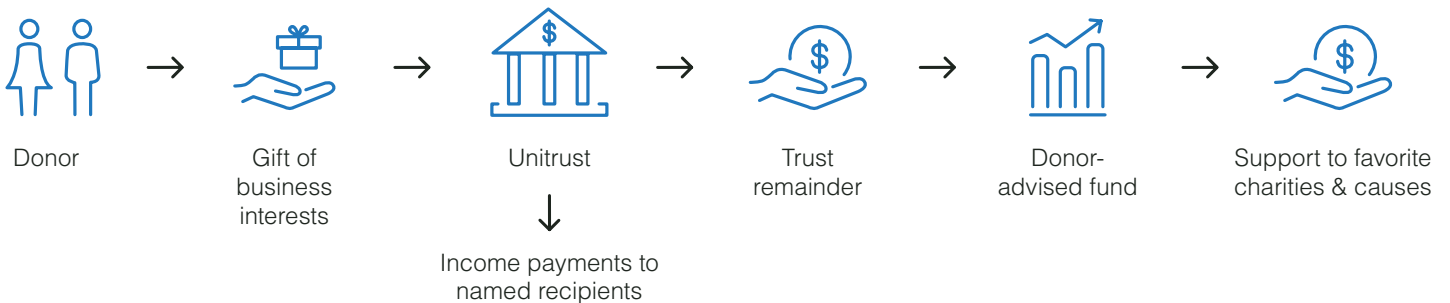 $
$
$
Donor
Gift of
business
interests
Unitrust
Trust
remainder
Donor-
advised fund
Support to favorite
charities & causes
Income payments to
named recipients